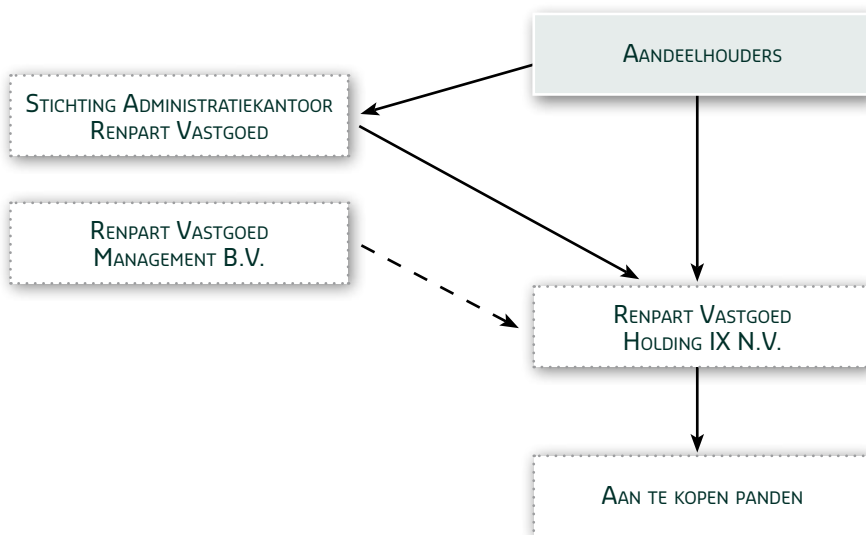 Aandeelhouders
Stichting Administratiekantoor
Renpart Vastgoed
Renpart Vastgoed
Management B.V.
Renpart Vastgoed
Holding IX N.V.
Aan te kopen panden